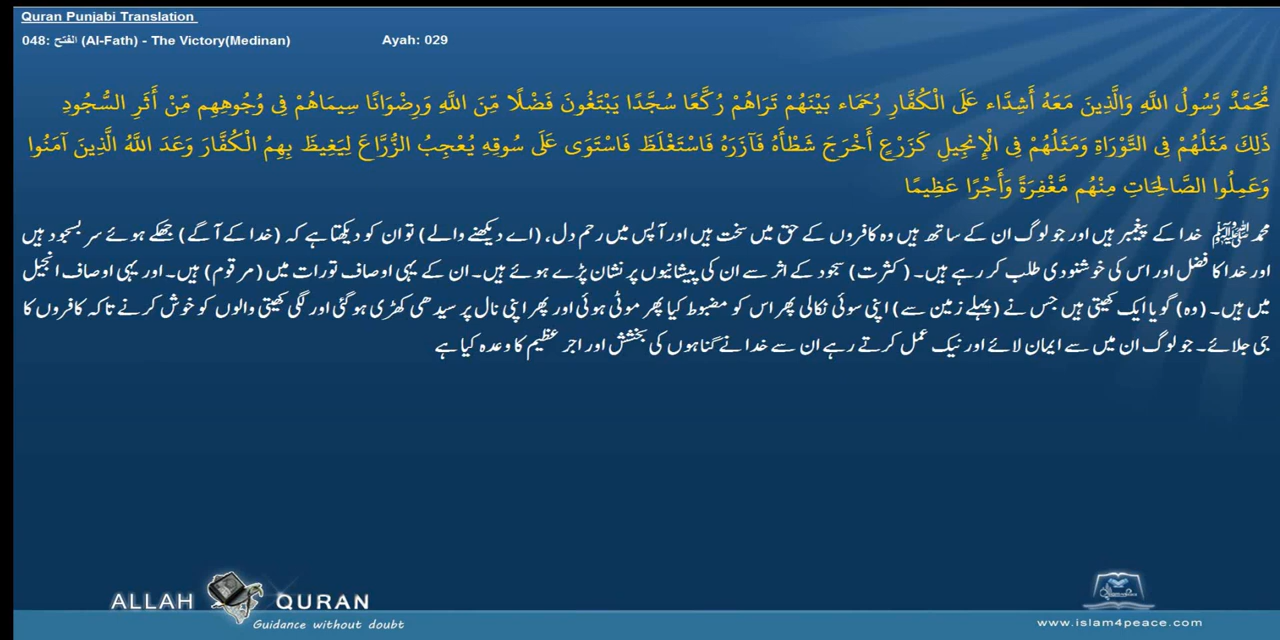 Quran Punjabi Translation
048: الفتح (Al-Fath) - The Victory(Medinan) Ayah: 029
مُّحَمَّدٌ رَّسُولُ اللَّهِ وَالَّذِينَ مَعَهُ أَشِدَّاء عَلَى الْكُفَّارِ رُحَمَاء بَيْنَهُمْ تَرَاهُمْ رُكَّعًا سُجَّدًا يَبْتَغُونَ فَضْلًا مِّنَ اللَّهِ وَرِضْوَانًا سِيمَاهُمْ فِي وُجُوهِهِم مِّنْ أَثَرِ السُّجُودِ
ذَلِكَ مَثَلُهُمْ فِي التَّوْرَاةِ وَمَثَلُهُمْ فِي الْإِنجِيلِ كَزَرْعٍ أَخْرَجَ شَطْأَهُ فَآزَرَهُ فَاسْتَغْلَظَ فَاسْتَوَى عَلَى سُوقِهِ يُعْجِبُ الزُّرَّاعَ لِيَغِيظَ بِهِمُ الْكُفَّارَ وَعَدَ اللَّهُ الَّذِينَ آمَنُوا
وَعَمِلُوا الصَّالِحَاتِ مِنْهُم مَّغْفِرَةً وَأَجْرًا عَظِيمًا
محمد ﷺ خدا کے پیغمبر ہیں اور جو لوگ ان کے ساتھ ہیں وہ کافروں کے حق میں سخت ہیں اور آپس میں رحم دل، (اے دیکھنے والے) تو ان کو دیکھتا ہے کہ (خدا کے آگے) جھکے ہوئے سر بسجود ہیں
اور خدا کا فضل اور اس کی خوشنودی طلب کر رہے ہیں۔ (کثرت) سجود کے اثر سے ان کی پیشانیوں پر نشان پڑے ہوئے ہیں۔ ان کے یہی اوصاف تورات میں (مرقوم) ہیں۔ اور یہی اوصاف انجیل
میں ہیں۔ (وہ) گویا ایک کھیتی ہیں جس نے (پہلے زمین سے) اپنی سوئی نکالی پھر اس کو مضبوط کیا پھر موٹی ہوئی اور پھر اپنی نال پر سیدھی کھڑی ہوگئی اور لگی کھیتی والوں کو خوش کرنے تاکہ کافروں کا
جی جلائے۔ جو لوگ ان میں سے ایمان لائے اور نیک عمل کرتے رہے ان سے خدا نے گناہوں کی بخشش اور اجر عظیم کا وعدہ کیا ہے
ALLAH QURAN
Guidance without doubt
www.islam4peace.com